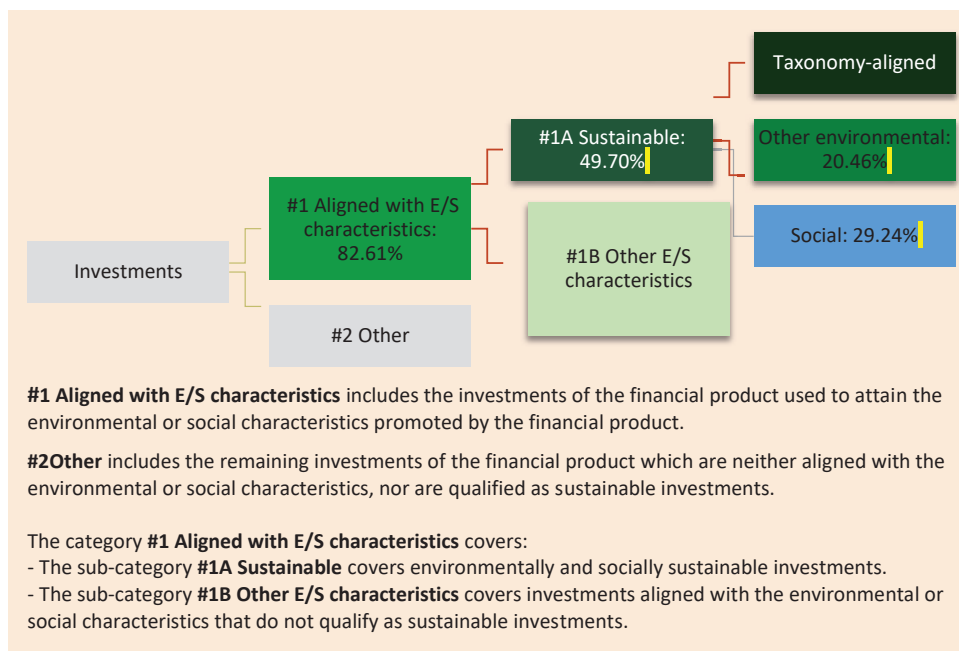 Taxonomy-aligned
#1A Sustainable:
49.70%
Other environmental:
20.46%
#1 Aligned with E/S
characteristics:
82.61%
Social: 29.24%
#1B Other E/S
characteristics
Investments
#2 Other
#1 Aligned with E/S characteristics includes the investments of the financial product used to attain the
environmental or social characteristics promoted by the financial product.
#2Other includes the remaining investments of the financial product which are neither aligned with the
environmental or social characteristics, nor are qualified as sustainable investments.
The category #1 Aligned with E/S characteristics covers:
- The sub-category #1A Sustainable covers environmentally and socially sustainable investments.
- The sub-category #1B Other E/S characteristics covers investments aligned with the environmental or
social characteristics that do not qualify as sustainable investments.